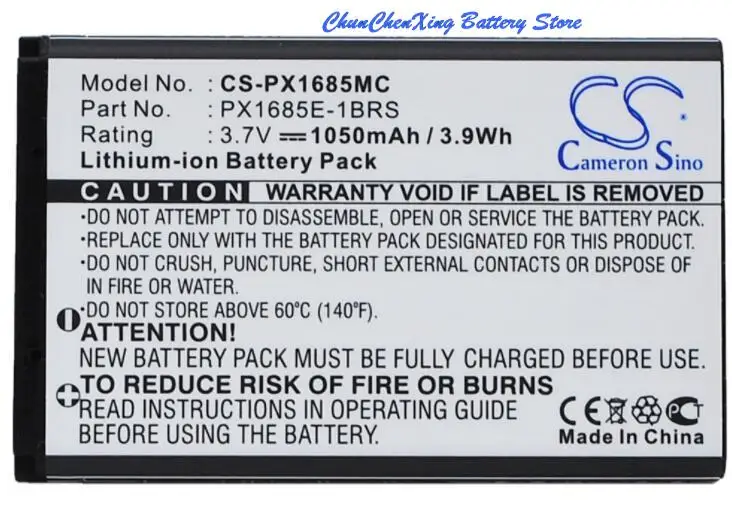 ChunChenXing Battery Store
Model No. : CS-PX1685MC
Part No. : PX1685E-1BRS
Rating : 3.7V 1050mAh / 3.9Wh
Lithium-ion Battery Pack
CS
Cameron Sino
CAUTION WARRANTY VOID IF LABEL IS REMOVED
•DO NOT ATTEMPT TO DISASSEMBLE, OPEN OR SERVICE THE BATTERY PACK.
•REPLACE ONLY WITH THE BATTERY PACK DESIGNATED FOR THIS PRODUCT.
•DO NOT CRUSH, PUNCTURE, SHORT EXTERNAL CONTACTS OR DISPOSE OF
IN FIRE OR WATER.
•DO NOT STORE ABOVE 60°C (140°F).
ATTENTION!
NEW BATTERY PACK MUST BE FULLY CHARGED BEFORE USE.
TO REDUCE RISK OF FIRE OR BURNS
READ INSTRUCTIONS IN OPERATING GUIDE
BEFORE USING THIS PACK.
CE PCT
Made In China